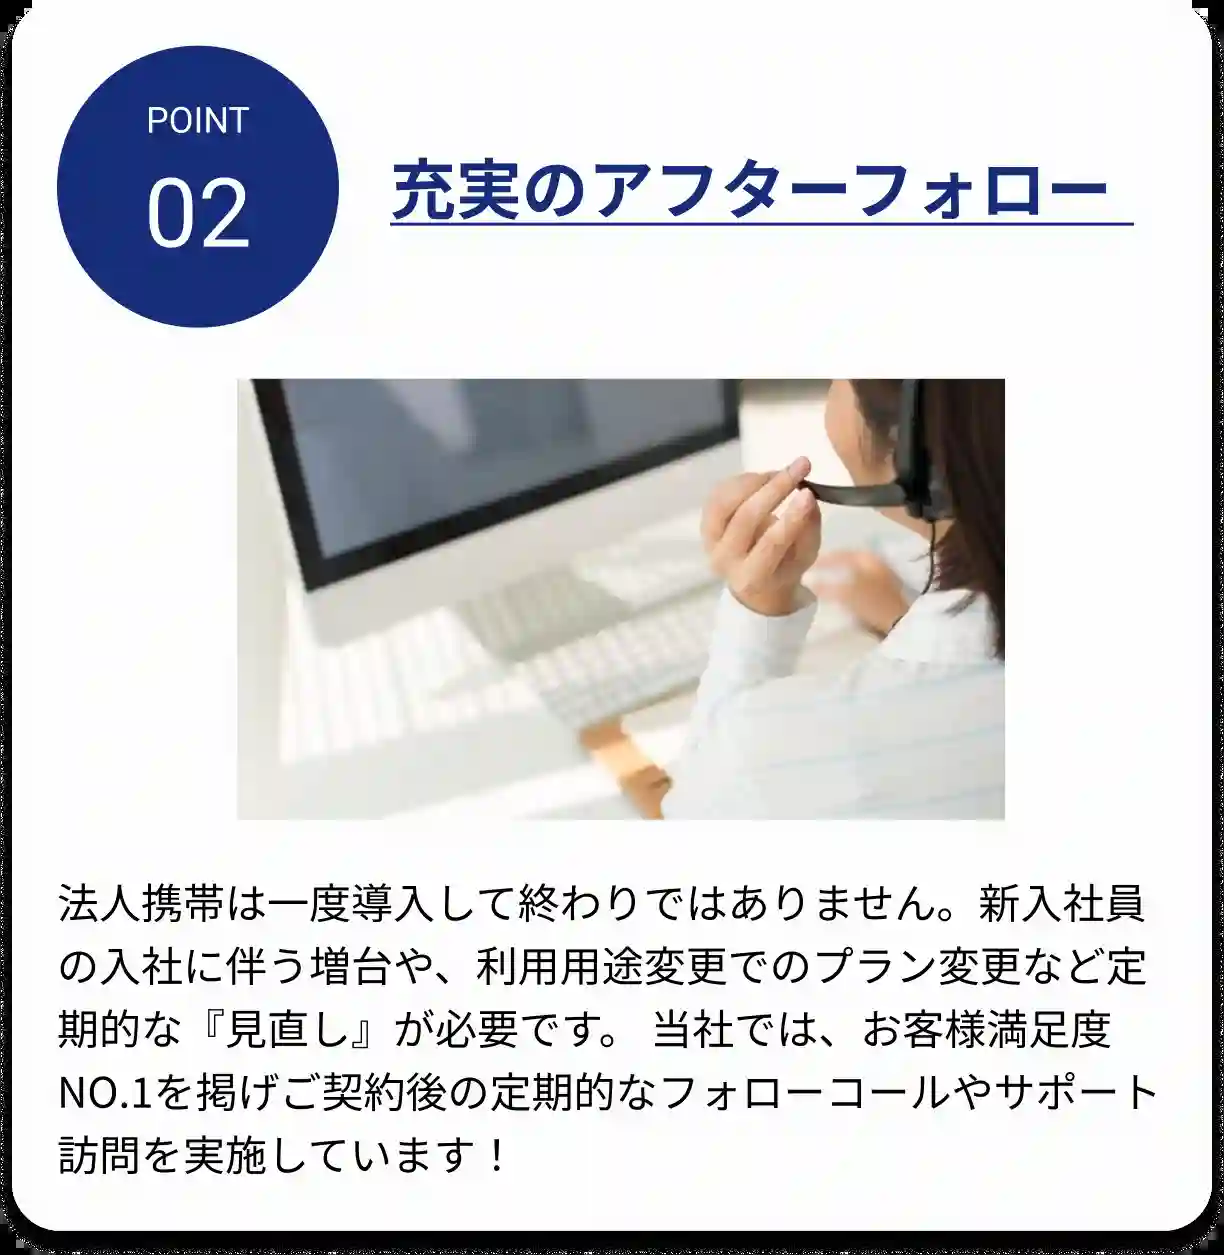 POINT
02
充実のアフターフォロー
法人携帯は一度導入して終わりではありません。新入社員
の入社に伴う増台や、利用用途変更でのプラン変更など定
期的な『見直し』が必要です。 当社では、お客様満足度
NO.1を掲げご契約後の定期的なフォローコールやサポート
訪問を実施しています！